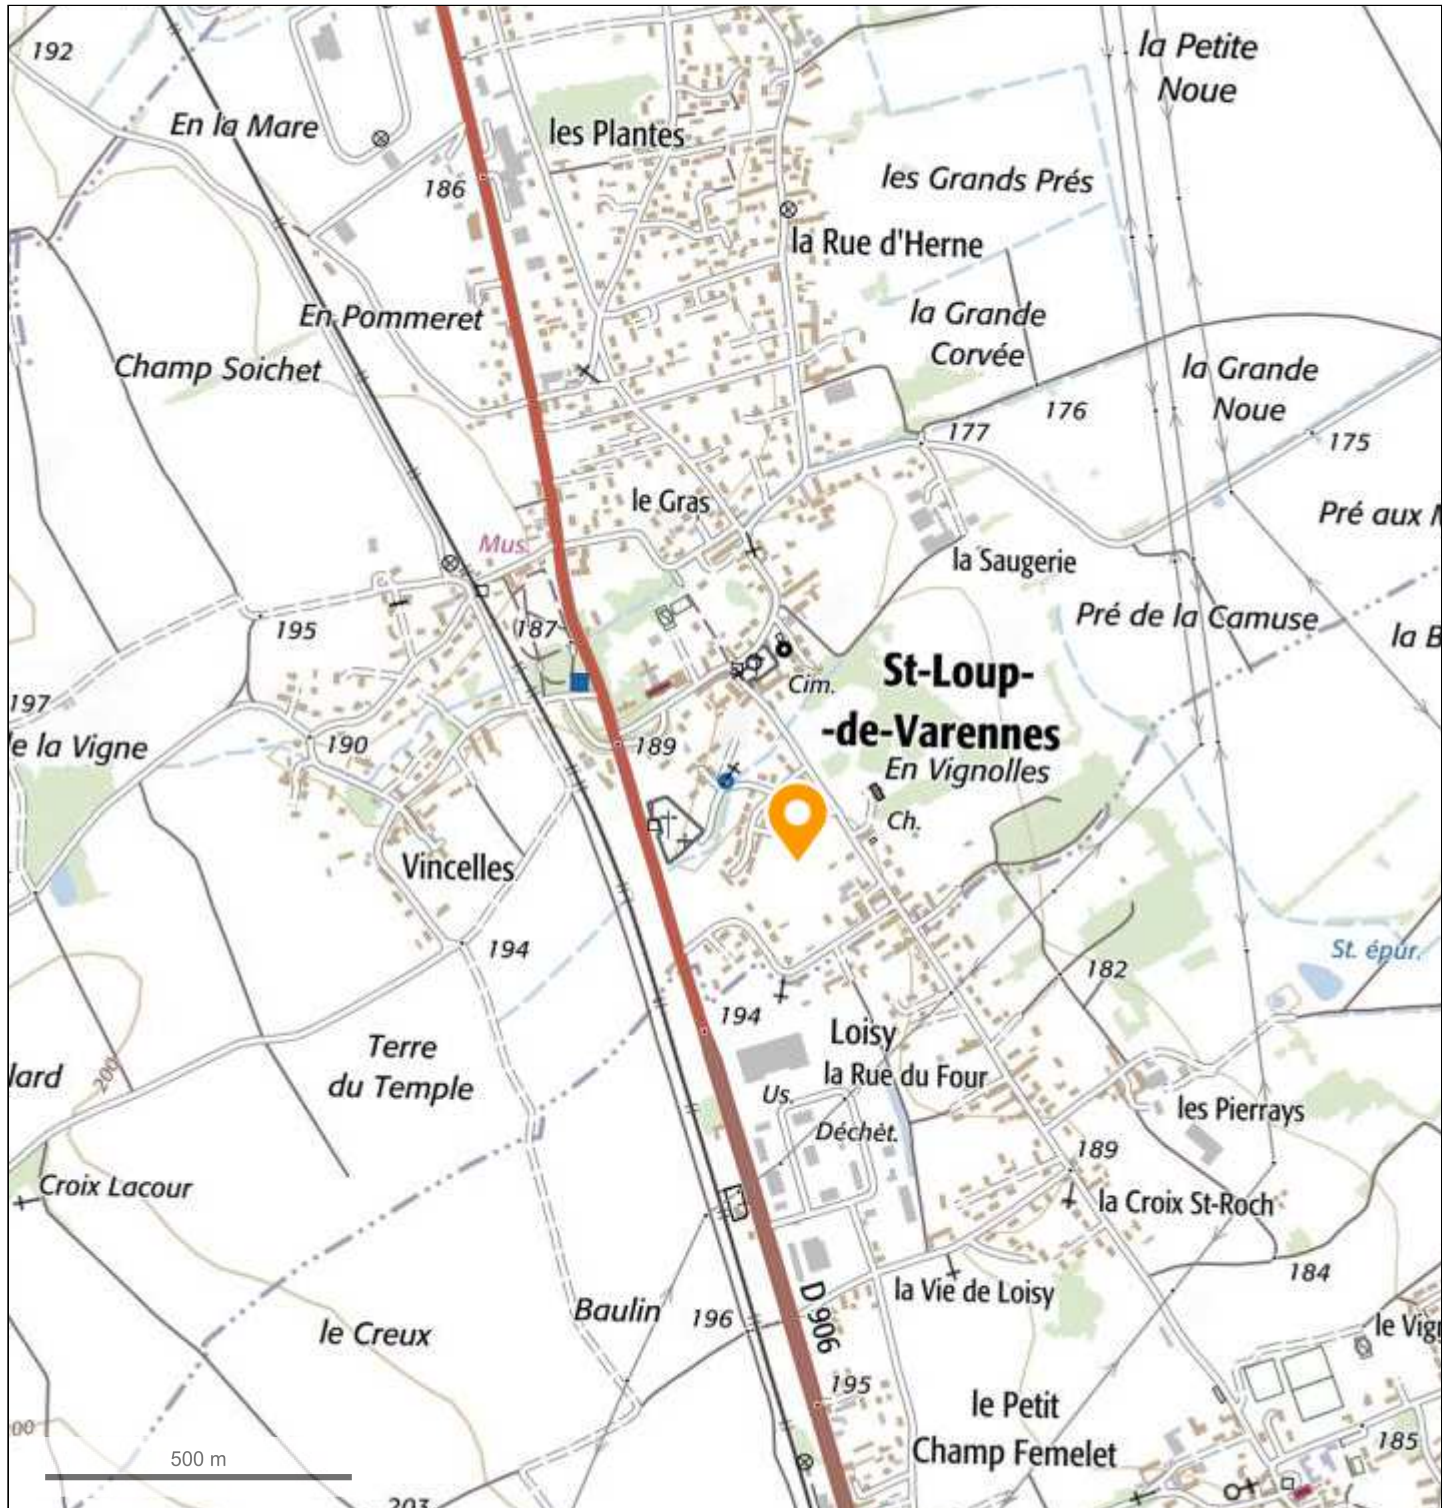 la Petite
Noue
192
En la Mare
les Plantes
186
les Grands Prés
la Rue d'Herne
la Grande
Corvée
En Pommeret
Champ Soichet
la Grande
Noue
176
177
175
le Gras
Pré aux
Mus.
la Saugerie
195
187
Pré de la Camuse
la B
St-Loup-
-de-Varennes
Cim.
197
e la Vigne
190
189
En Vignolles
Ch.
Vincelles
194
St. épur.
182
194
Loisy
Terre
du Temple
lard
200
la Rue du Four
Us.
les Pierrays
Déchèt.
189
Croix Lacour
la Croix St-Roch
184
la Vie de Loisy
Baulin
196
D 906
le Creux
le Vign
195
le Petit
Champ Femelet
00
185
500 m
203